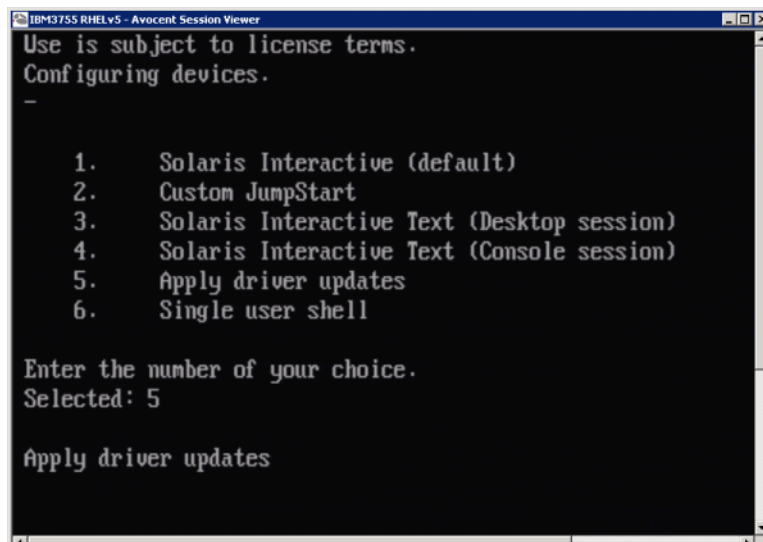 IBM3755 RHELv5 - Avocent Session Viewer
Use is subject to license terms.
Configuring devices.
1. Solaris Interactive (default)
2. Custom JumpStart
3. Solaris Interactive Text (Desktop session)
4. Solaris Interactive Text (Console session)
5. Apply driver updates
6. Single user shell
Enter the number of your choice.
Selected: 5
Apply driver updates